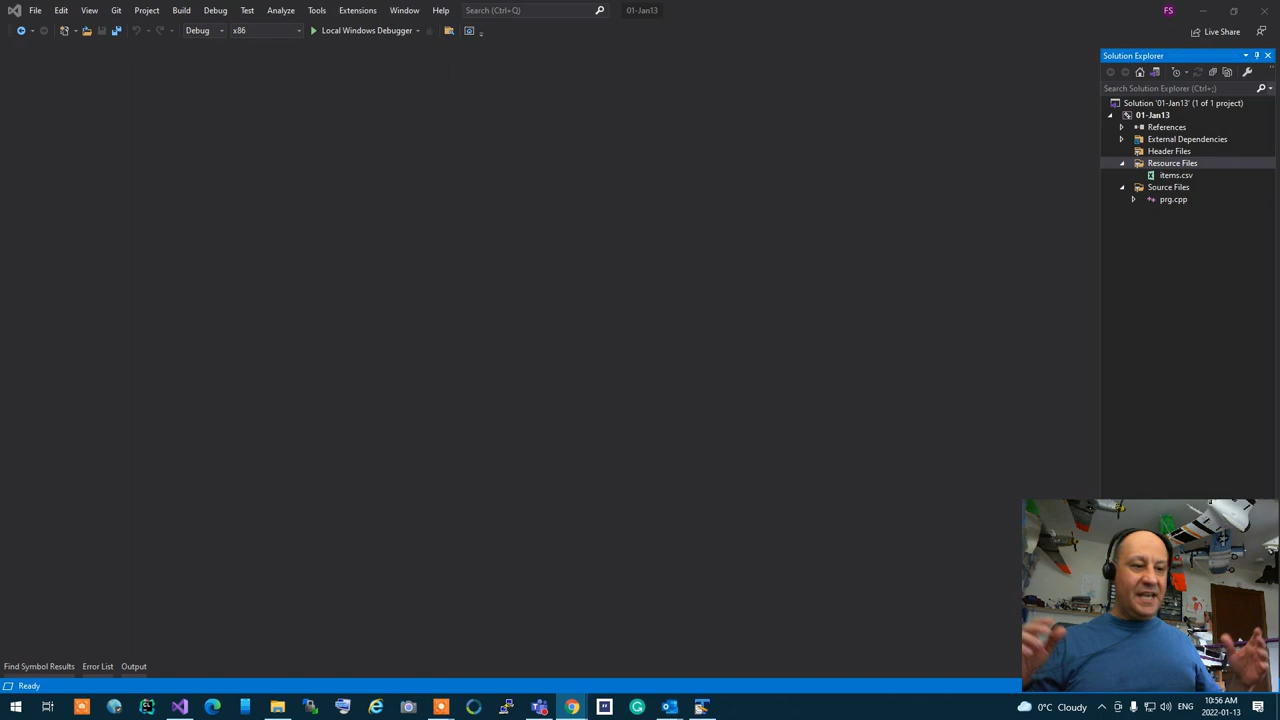 File Edit View Git Project Build Debug Test Analyze Tools Extensions Window Help Search (Ctrl+Q) 01-Jan13 FS
Debug x86 Local Windows Debugger Live Share
Solution Explorer
Search Solution Explorer (Ctrl+;)
Solution '01-Jan13' (1 of 1 project)
01-Jan13
References
External Dependencies
Header Files
Resource Files
items.csv
Source Files
prg.cpp
Find Symbol Results Error List Output
Ready
0°C Cloudy ENG 10:56 AM
2022-01-13